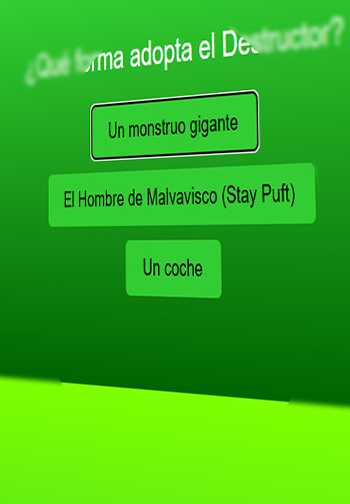 ¿Qué forma adopta el Destructor?
Un monstruo gigante
El Hombre de Malvavisco (Stay Puft)
Un coche